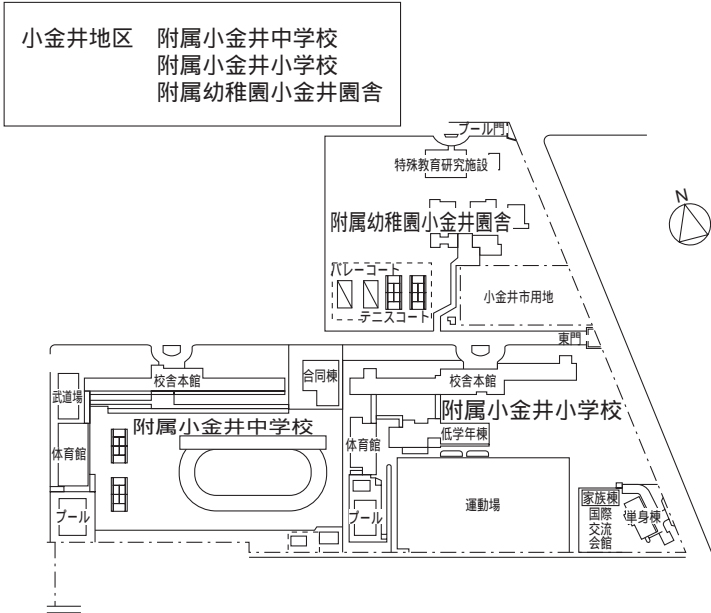 小金井地区 附属小金井中学校
附属小金井小学校
附属幼稚園小金井園舎
プール門
特殊教育研究施設
N
附属幼稚園小金井園舎
バレーコート
小金井市用地
テニスコート
東門
校舎本館
合同棟
校舎本館
武道場
附属小金井小学校
附属小金井中学校
低学年棟
体育館
体育館
運動場
家族棟
プール
プール
国際
交流
会館
単身棟